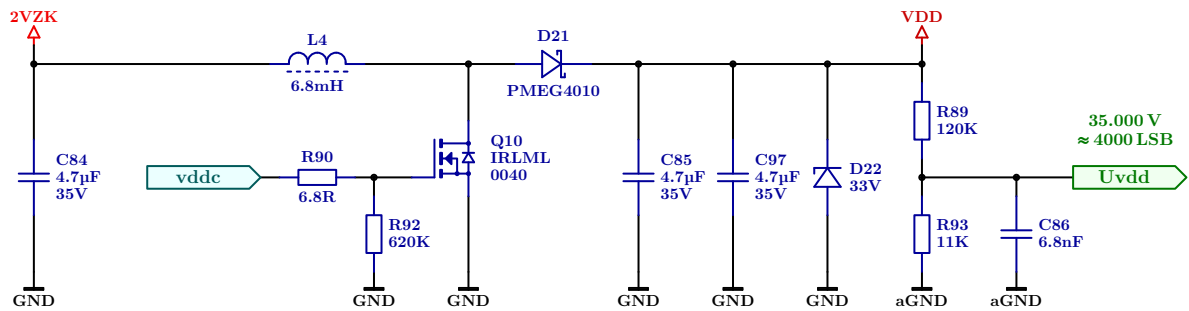 2VZK
L4
6.8mH
D21
PMEG4010
VDD
C84
4.7µF
35V
vddc
R90
6.8R
R92
620K
Q10
IRLML
0040
C85
4.7µF
35V
C97
4.7µF
35V
D22
33V
R89
120K
35.000 V
≈ 4000 LSB
Uvdd
R93
11K
C86
6.8nF
GND
GND
GND
GND
GND
GND
aGND
aGND